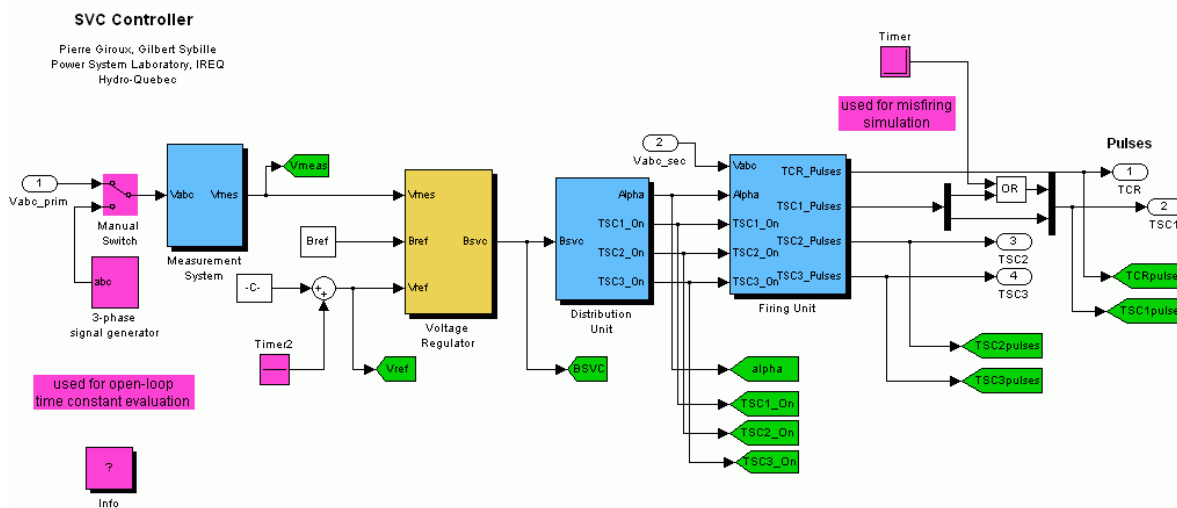 SVC Controller
Pierre Giroux, Gilbert Sybille
Power System Laboratory, IREQ
Hydro-Quebec
1
Vabc_prim
Manual
Switch
abc
3-phase
signal generator
used for open-loop
time constant evaluation
?
Info
Vabc
Vmes
Measurement
System
Vmeas
Bref
-C-
+
+
Timer2
Vref
Vmes
Bref
Vref
Bsvc
Voltage
Regulator
BSVC
Bsvc
Alpha
TSC1_On
TSC2_On
TSC3_On
Distribution
Unit
alpha
TSC1_On
TSC2_On
TSC3_On
2
Vabc_sec
Vabc
Alpha
TSC1_On
TSC2_On
TSC3_On
TCR_Pulses
TSC1_Pulses
TSC2_Pulses
TSC3_Pulses
Firing Unit
Timer
used for misfiring
simulation
OR
Pulses
1
TCR
2
TSC1
3
TSC2
4
TSC3
TCRpulse
TSC1pulse
TSC2pulses
TSC3pulses